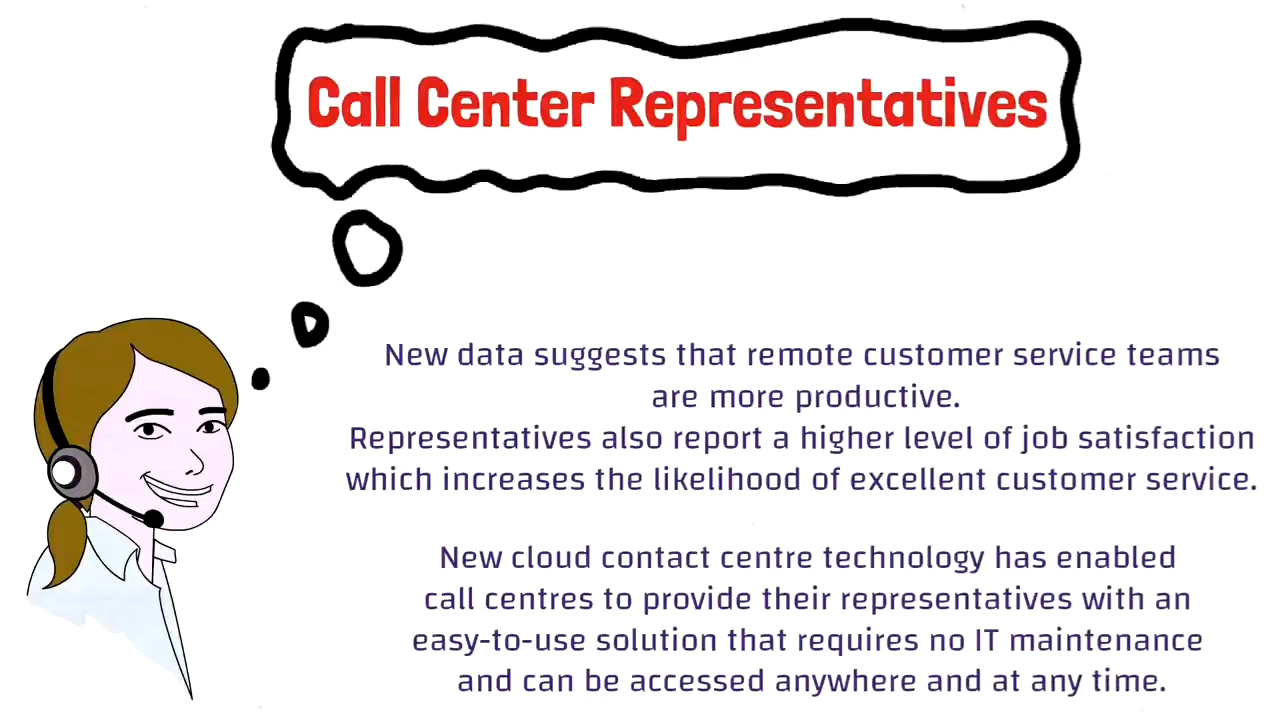 Call Center Representatives
New data suggests that remote customer service teams
are more productive.
Representatives also report a higher level of job satisfaction
which increases the likelihood of excellent customer service.
New cloud contact centre technology has enabled
call centres to provide their representatives with an
easy-to-use solution that requires no IT maintenance
and can be accessed anywhere and at any time.